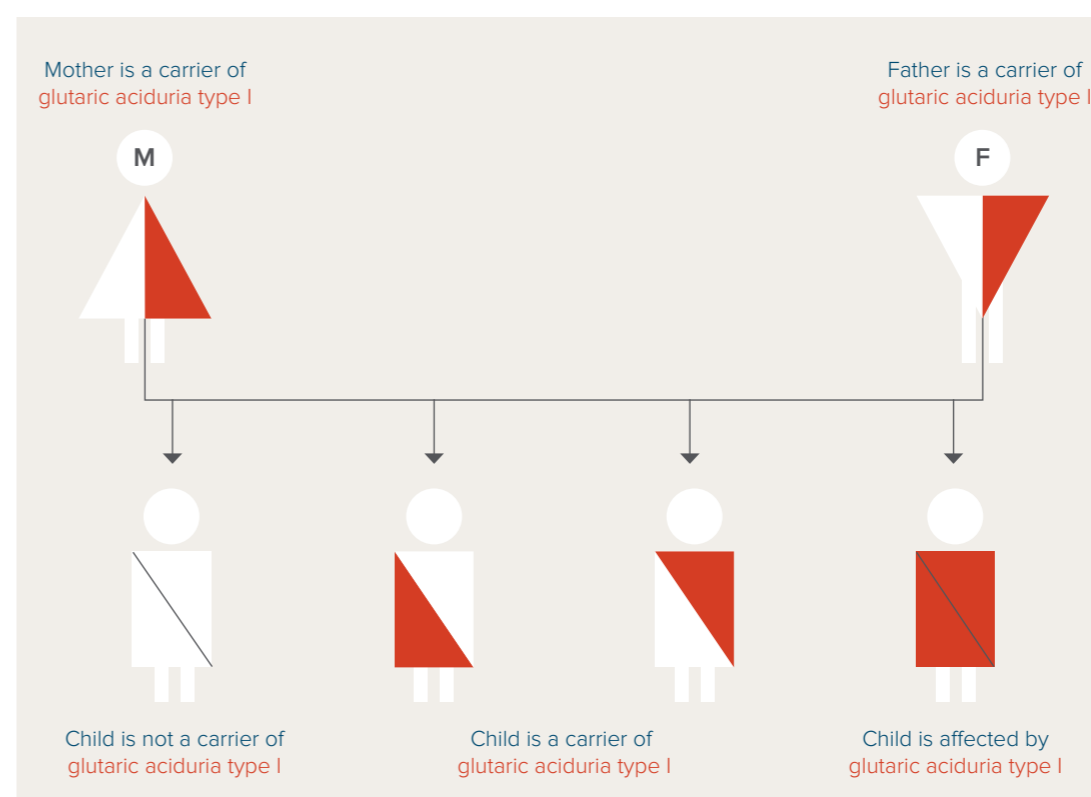 Mother is a carrier of
glutaric aciduria type I
Father is a carrier of
glutaric aciduria type I
M
F
Child is not a carrier of
glutaric aciduria type I
Child is a carrier of
glutaric aciduria type I
Child is affected by
glutaric aciduria type I